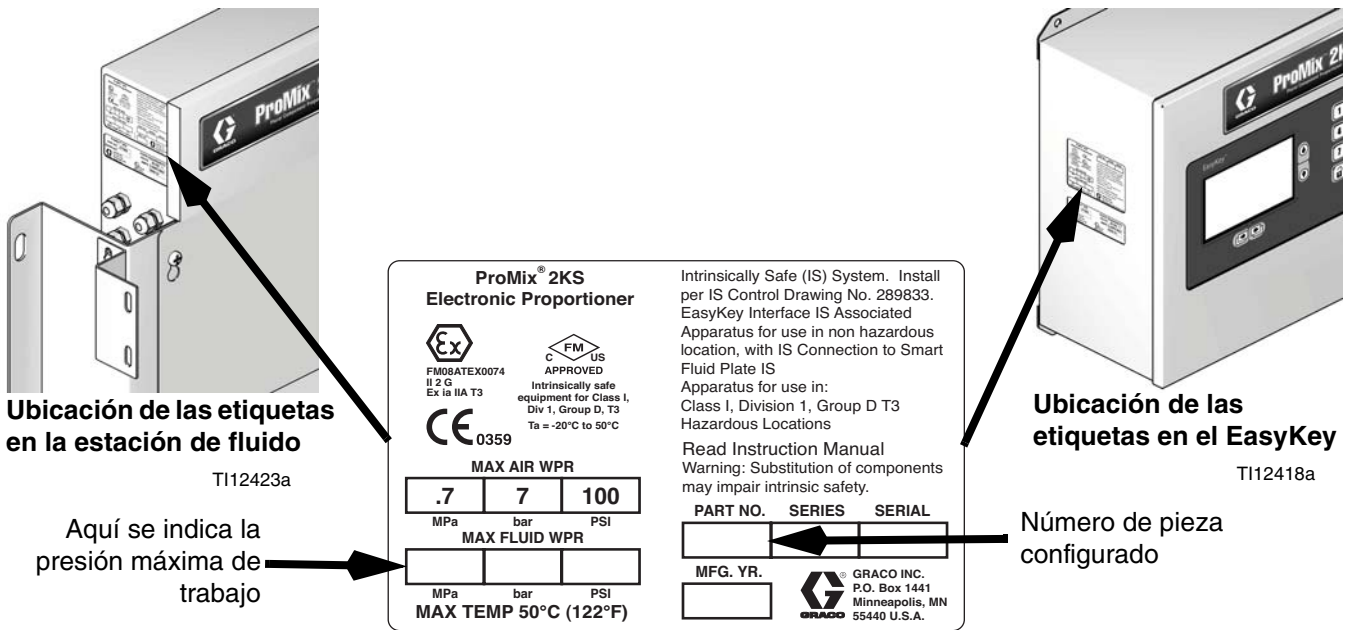 GRACO
ProMix 2
Ubicación de las etiquetas
en la estación de fluido
TI12423a
Aquí se indica la
presión máxima de
trabajo
ProMix® 2KS
Electronic Proportioner
Ex
FM08ATEX0074
II 2 G
Ex ia IIA T3
CE 0359
C FM US
APPROVED
Intrinsically safe
equipment for Class I,
Div 1, Group D, T3
Ta = -20°C to 50°C
MAX AIR WPR
.7 7 100
MPa bar PSI
MAX FLUID WPR
MPa bar PSI
MAX TEMP 50°C (122°F)
Intrinsically Safe (IS) System. Install
per IS Control Drawing No. 289833.
EasyKey Interface IS Associated
Apparatus for use in non hazardous
location, with IS Connection to Smart
Fluid Plate IS
Apparatus for use in:
Class I, Division 1, Group D T3
Hazardous Locations
Read Instruction Manual
Warning: Substitution of components
may impair intrinsic safety.
PART NO. SERIES SERIAL
MFG. YR.
GRACO ®
GRACO INC.
P.O. Box 1441
Minneapolis, MN
55440 U.S.A.
GRACO
ProMix 2K
EasyKey
Ubicación de las
etiquetas en el EasyKey
TI12418a
Número de pieza
configurado